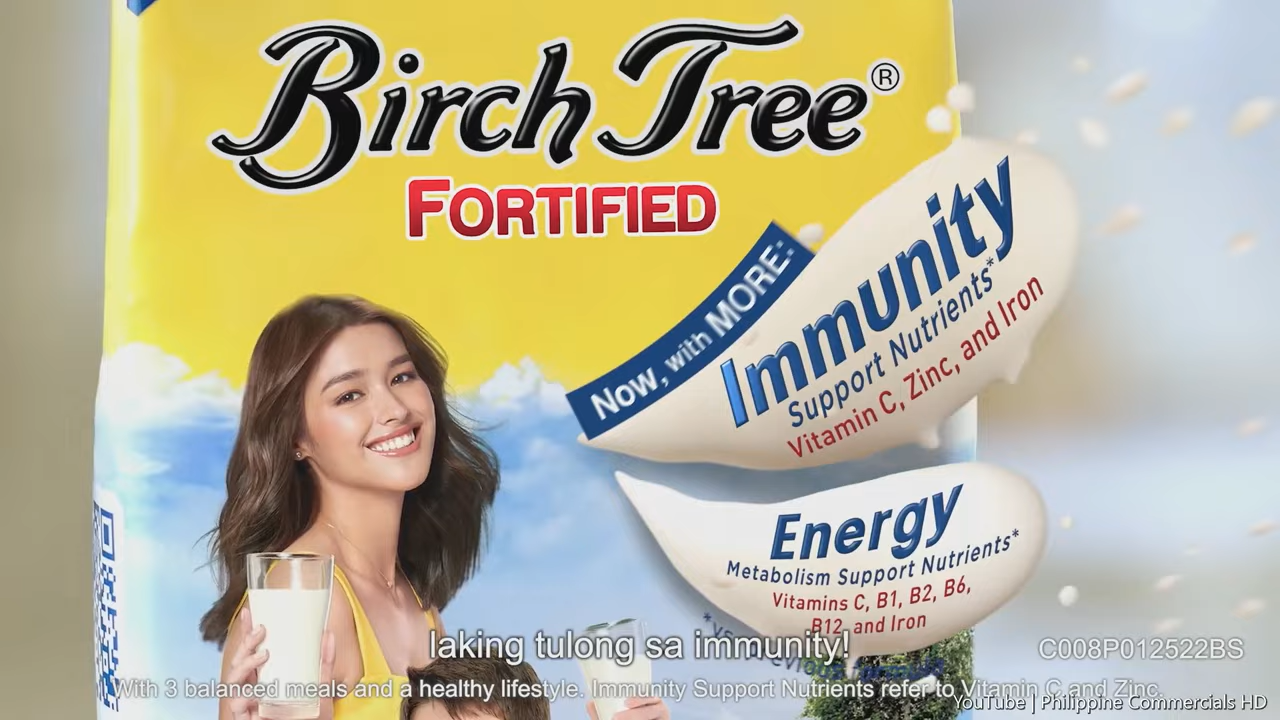 Birch Tree®
FORTIFIED
Now, with MORE:
Immunity
Support Nutrients*
Vitamin C, Zinc, and Iron
Energy
Metabolism Support Nutrients*
Vitamins C, B1, B2, B6,
B12, and Iron
laking tulong sa immunity!
C008P012522BS
With 3 balanced meals and a healthy lifestyle. Immunity Support Nutrients refer to Vitamin C and Zinc.
YouTube | Philippine Commercials HD